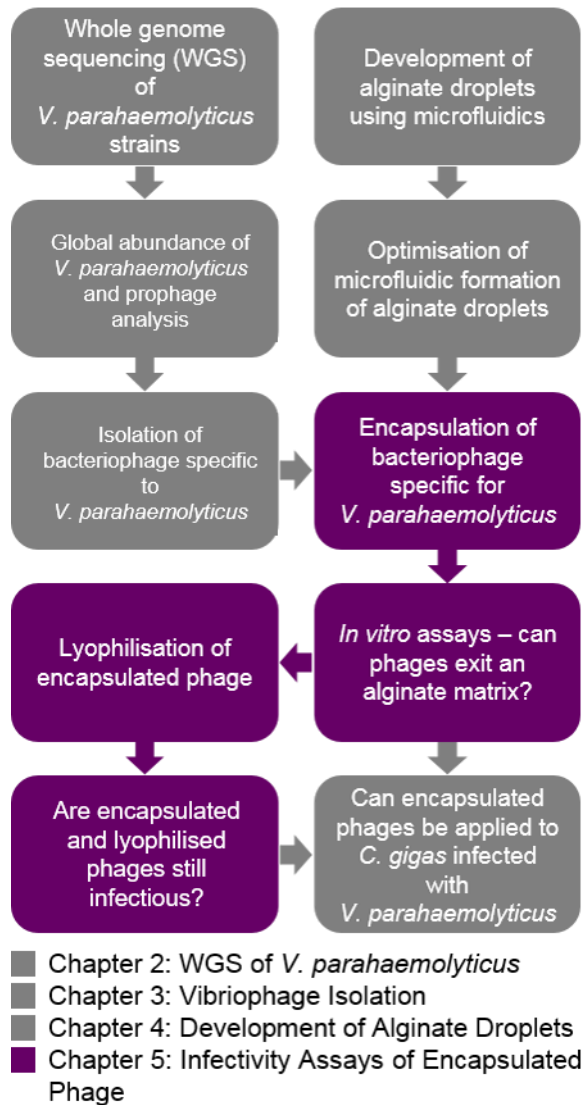 Whole genome
sequencing (WGS)
of
V. parahaemolyticus
strains
Development of
alginate droplets
using microfluidics
Global abundance of
V. parahaemolyticus
and prophage
analysis
Optimisation of
microfluidic formation
of alginate droplets
Isolation of
bacteriophage specific
to
V. parahaemolyticus
Encapsulation of
bacteriophage
specific for
V. parahaemolyticus
Lyophilisation of
encapsulated phage
In vitro assays – can
phages exit an
alginate matrix?
Are encapsulated
and lyophilised
phages still
infectious?
Can encapsulated
phages be applied to
C. gigas infected
with
V. parahaemolyticus
Chapter 2: WGS of V. parahaemolyticus
Chapter 3: Vibriophage Isolation
Chapter 4: Development of Alginate Droplets
Chapter 5: Infectivity Assays of Encapsulated
Phage